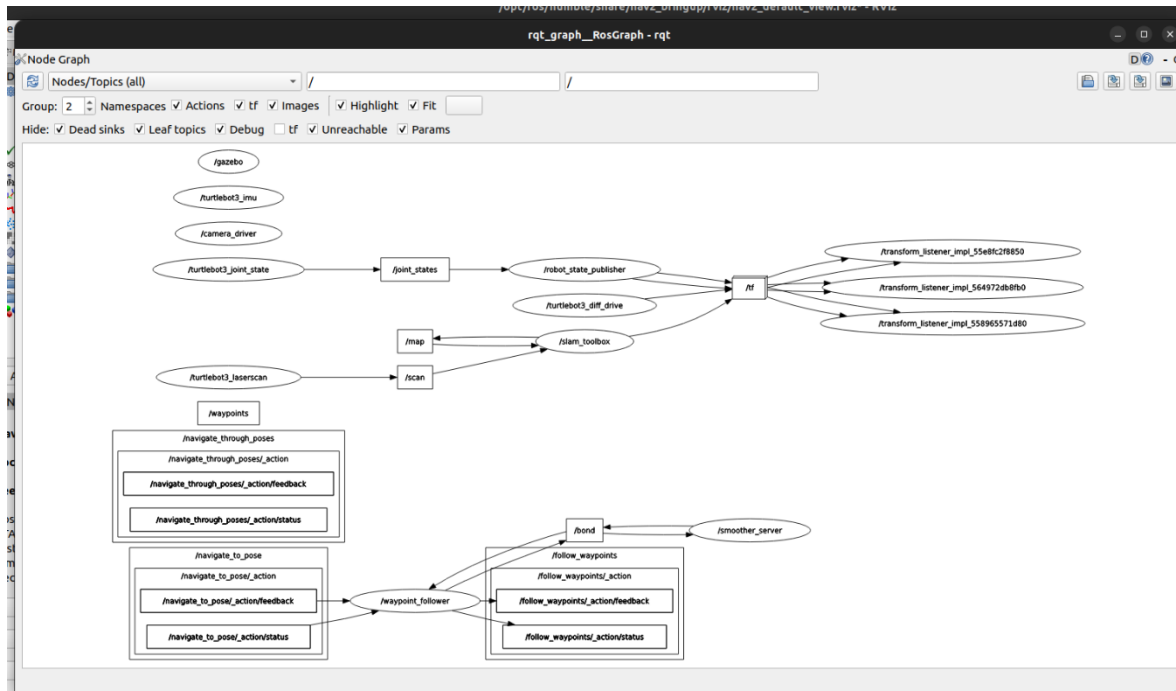 /opt/ros/humble/share/nav2_bringup/rviz/nav2_default_view.rviz* - RViz
rqt_graph__RosGraph - rqt
Node Graph
D
Nodes/Topics (all) / /
Group: 2 Namespaces Actions tf Images Highlight Fit
Hide: Dead sinks Leaf topics Debug tf Unreachable Params
/gazebo
/turtlebot3_imu
/camera_driver
/turtlebot3_joint_state
/joint_states
/robot_state_publisher
/turtlebot3_diff_drive
/tf
/transform_listener_impl_55e8fc2f8850
/transform_listener_impl_564972db8fb0
/transform_listener_impl_558965571d80
/map
/slam_toolbox
/turtlebot3_laserscan
/scan
/waypoints
/navigate_through_poses
/navigate_through_poses/_action
/navigate_through_poses/_action/feedback
/navigate_through_poses/_action/status
/bond
/smoother_server
/navigate_to_pose
/navigate_to_pose/_action
/navigate_to_pose/_action/feedback
/navigate_to_pose/_action/status
/waypoint_follower
/follow_waypoints
/follow_waypoints/_action
/follow_waypoints/_action/feedback
/follow_waypoints/_action/status